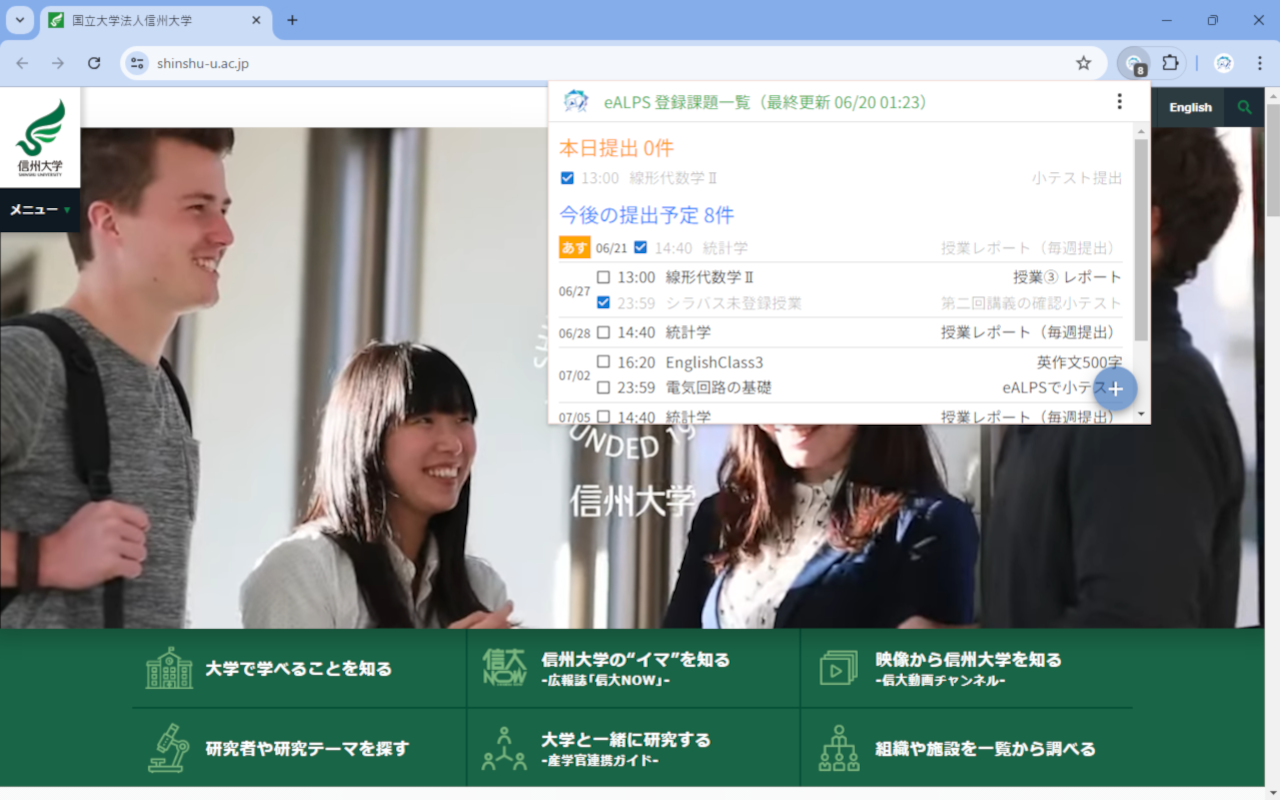 国立大学法人信州大学
shinshu-u.ac.jp
8
信州大学
SHINSHU UNIVERSITY
メニュー
English
eALPS 登録課題一覧（最終更新 06/20 01:23）
本日提出 0件
13:00 線形代数学Ⅱ 小テスト提出
今後の提出予定 8件
あす 06/21 14:40 統計学 授業レポート（毎週提出）
06/27 13:00 線形代数学Ⅱ 授業③ レポート
23:59 シラバス未登録授業 第二回講義の確認小テスト
06/28 14:40 統計学 授業レポート（毎週提出）
07/02 16:20 EnglishClass3 英作文500字
23:59 電気回路の基礎 eALPSで小テス
07/05 14:40 統計学 授業レポート（毎週提出）
信州大学
大学で学べることを知る
信大NOW
信州大学の“イマ”を知る
-広報誌「信大NOW」-
映像から信州大学を知る
-信大動画チャンネル-
研究者や研究テーマを探す
大学と一緒に研究する
-産学官連携ガイド-
組織や施設を一覧から調べる